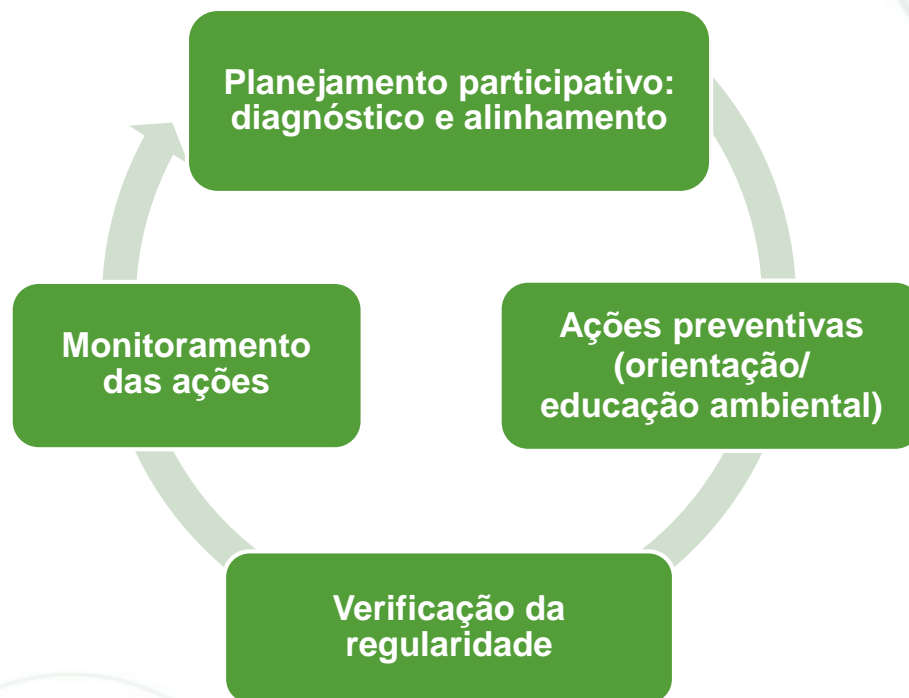 Planejamento participativo:
diagnóstico e alinhamento
Ações preventivas
(orientação/
educação ambiental)
Verificação da
regularidade
Monitoramento
das ações